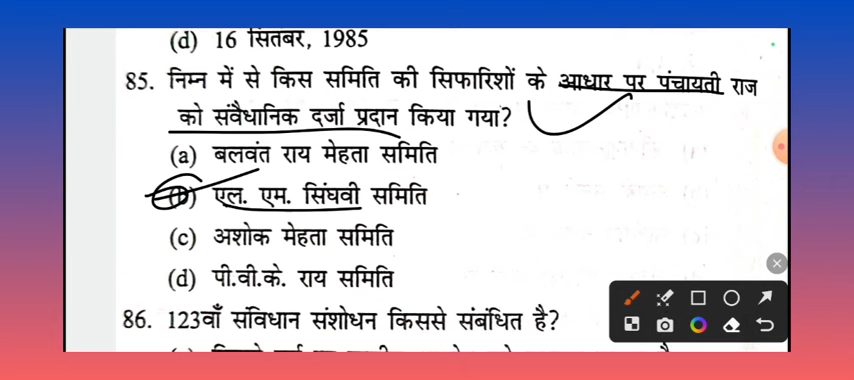 (d) 16 सितबर, 1985
85. निम्न में से किस समिति की सिफारिशों के आधार पर पंचायती राज
को संवैधानिक दर्जा प्रदान किया गया?
(a) बलवंत राय मेहता समिति
(b) एल. एम. सिंघवी समिति
(c) अशोक मेहता समिति
(d) पी.वी.के. राय समिति
86. 123वाँ संविधान संशोधन किससे संबंधित है?